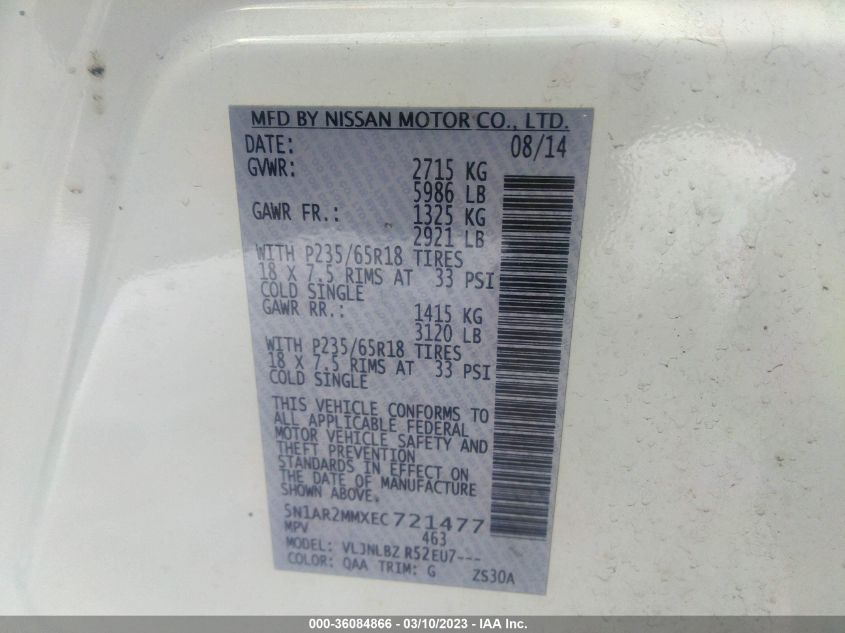 MFD BY NISSAN MOTOR CO., LTD.
DATE: 08/14
GVWR: 2715 KG
5986 LB
GAWR FR.: 1325 KG
2921 LB
WITH P235/65R18 TIRES
18 X 7.5 RIMS AT 33 PSI
COLD SINGLE
GAWR RR.: 1415 KG
3120 LB
WITH P235/65R18 TIRES
18 X 7.5 RIMS AT 33 PSI
COLD SINGLE
THIS VEHICLE CONFORMS TO
ALL APPLICABLE FEDERAL
MOTOR VEHICLE SAFETY AND
THEFT PREVENTION
STANDARDS IN EFFECT ON
THE DATE OF MANUFACTURE
SHOWN ABOVE.
5N1AR2MMXEC721477
MPV 463
MODEL: VLJNLBZ R52EU7---
COLOR: QAA TRIM: G ZS30A
000-36084866 - 03/10/2023 - IAA Inc.